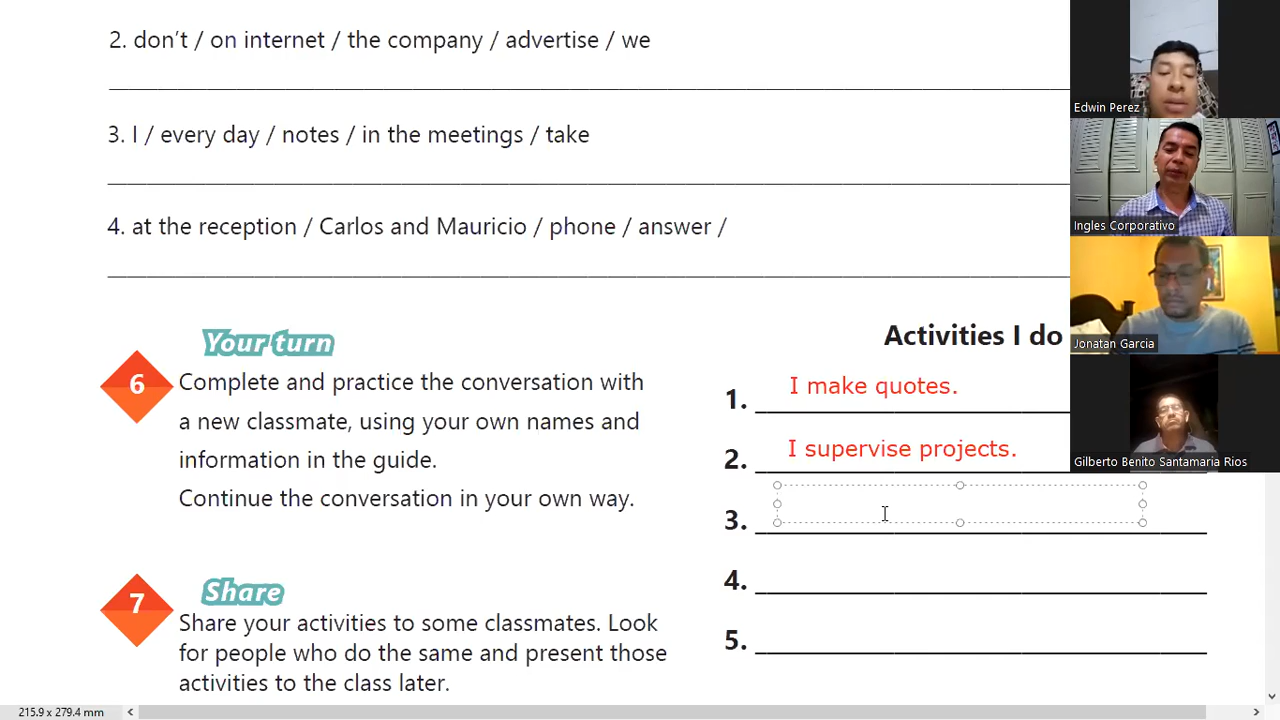 2. don't / on internet / the company / advertise / we
3. I / every day / notes / in the meetings / take
4. at the reception / Carlos and Mauricio / phone / answer /
Your turn
6
Complete and practice the conversation with
a new classmate, using your own names and
information in the guide.
Continue the conversation in your own way.
7
Share
Share your activities to some classmates. Look
for people who do the same and present those
activities to the class later.
Activities I do
1. I make quotes.
2. I supervise projects.
3.
4.
5.
Edwin Perez
Ingles Corporativo
Jonatan Garcia
Gilberto Benito Santamaria Rios
215.9 x 279.4 mm